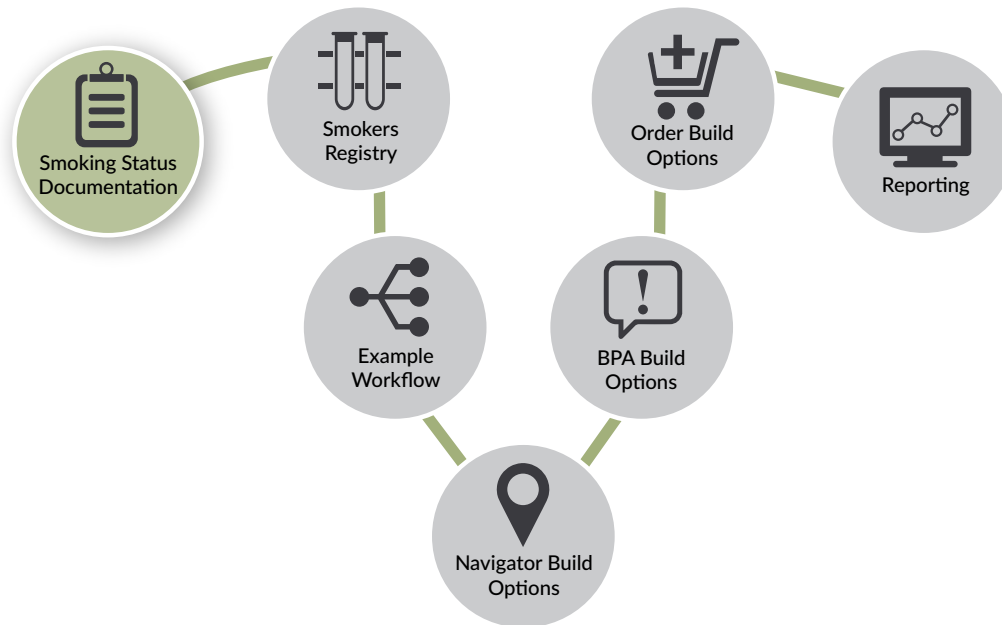 Smoking Status
Documentation
Smokers
Registry
Example
Workflow
Navigator Build
Options
BPA Build
Options
Order Build
Options
Reporting